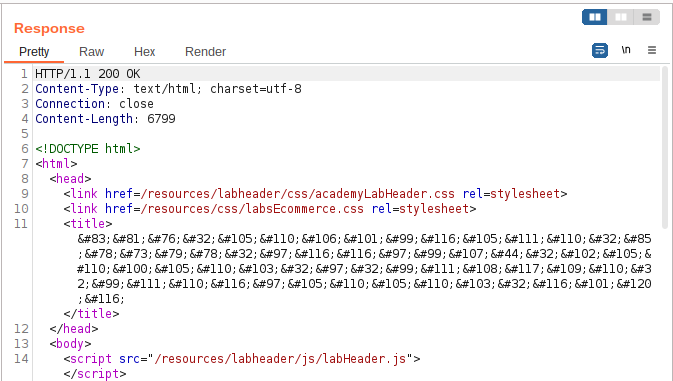 Response
Pretty Raw Hex Render \n
1 HTTP/1.1 200 OK
2 Content-Type: text/html; charset=utf-8
3 Connection: close
4 Content-Length: 6799
5
6 <!DOCTYPE html>
7 <html>
8 <head>
9 <link href=/resources/labheader/css/academyLabHeader.css rel=stylesheet>
10 <link href=/resources/css/labsEcommerce.css rel=stylesheet>
11 <title>
&#83;&#81;&#76;&#32;&#105;&#110;&#106;&#101;&#99;&#116;&#105;&#111;&#110;&#32;&#85
;&#78;&#73;&#79;&#78;&#32;&#97;&#116;&#116;&#97;&#99;&#107;&#44;&#32;&#102;&#105;&
#110;&#100;&#105;&#110;&#103;&#32;&#97;&#32;&#99;&#111;&#108;&#117;&#109;&#110;&#3
2;&#99;&#111;&#110;&#116;&#97;&#105;&#110;&#105;&#110;&#103;&#32;&#116;&#101;&#120
;&#116;
</title>
12 </head>
13 <body>
14 <script src="/resources/labheader/js/labHeader.js">
</script>